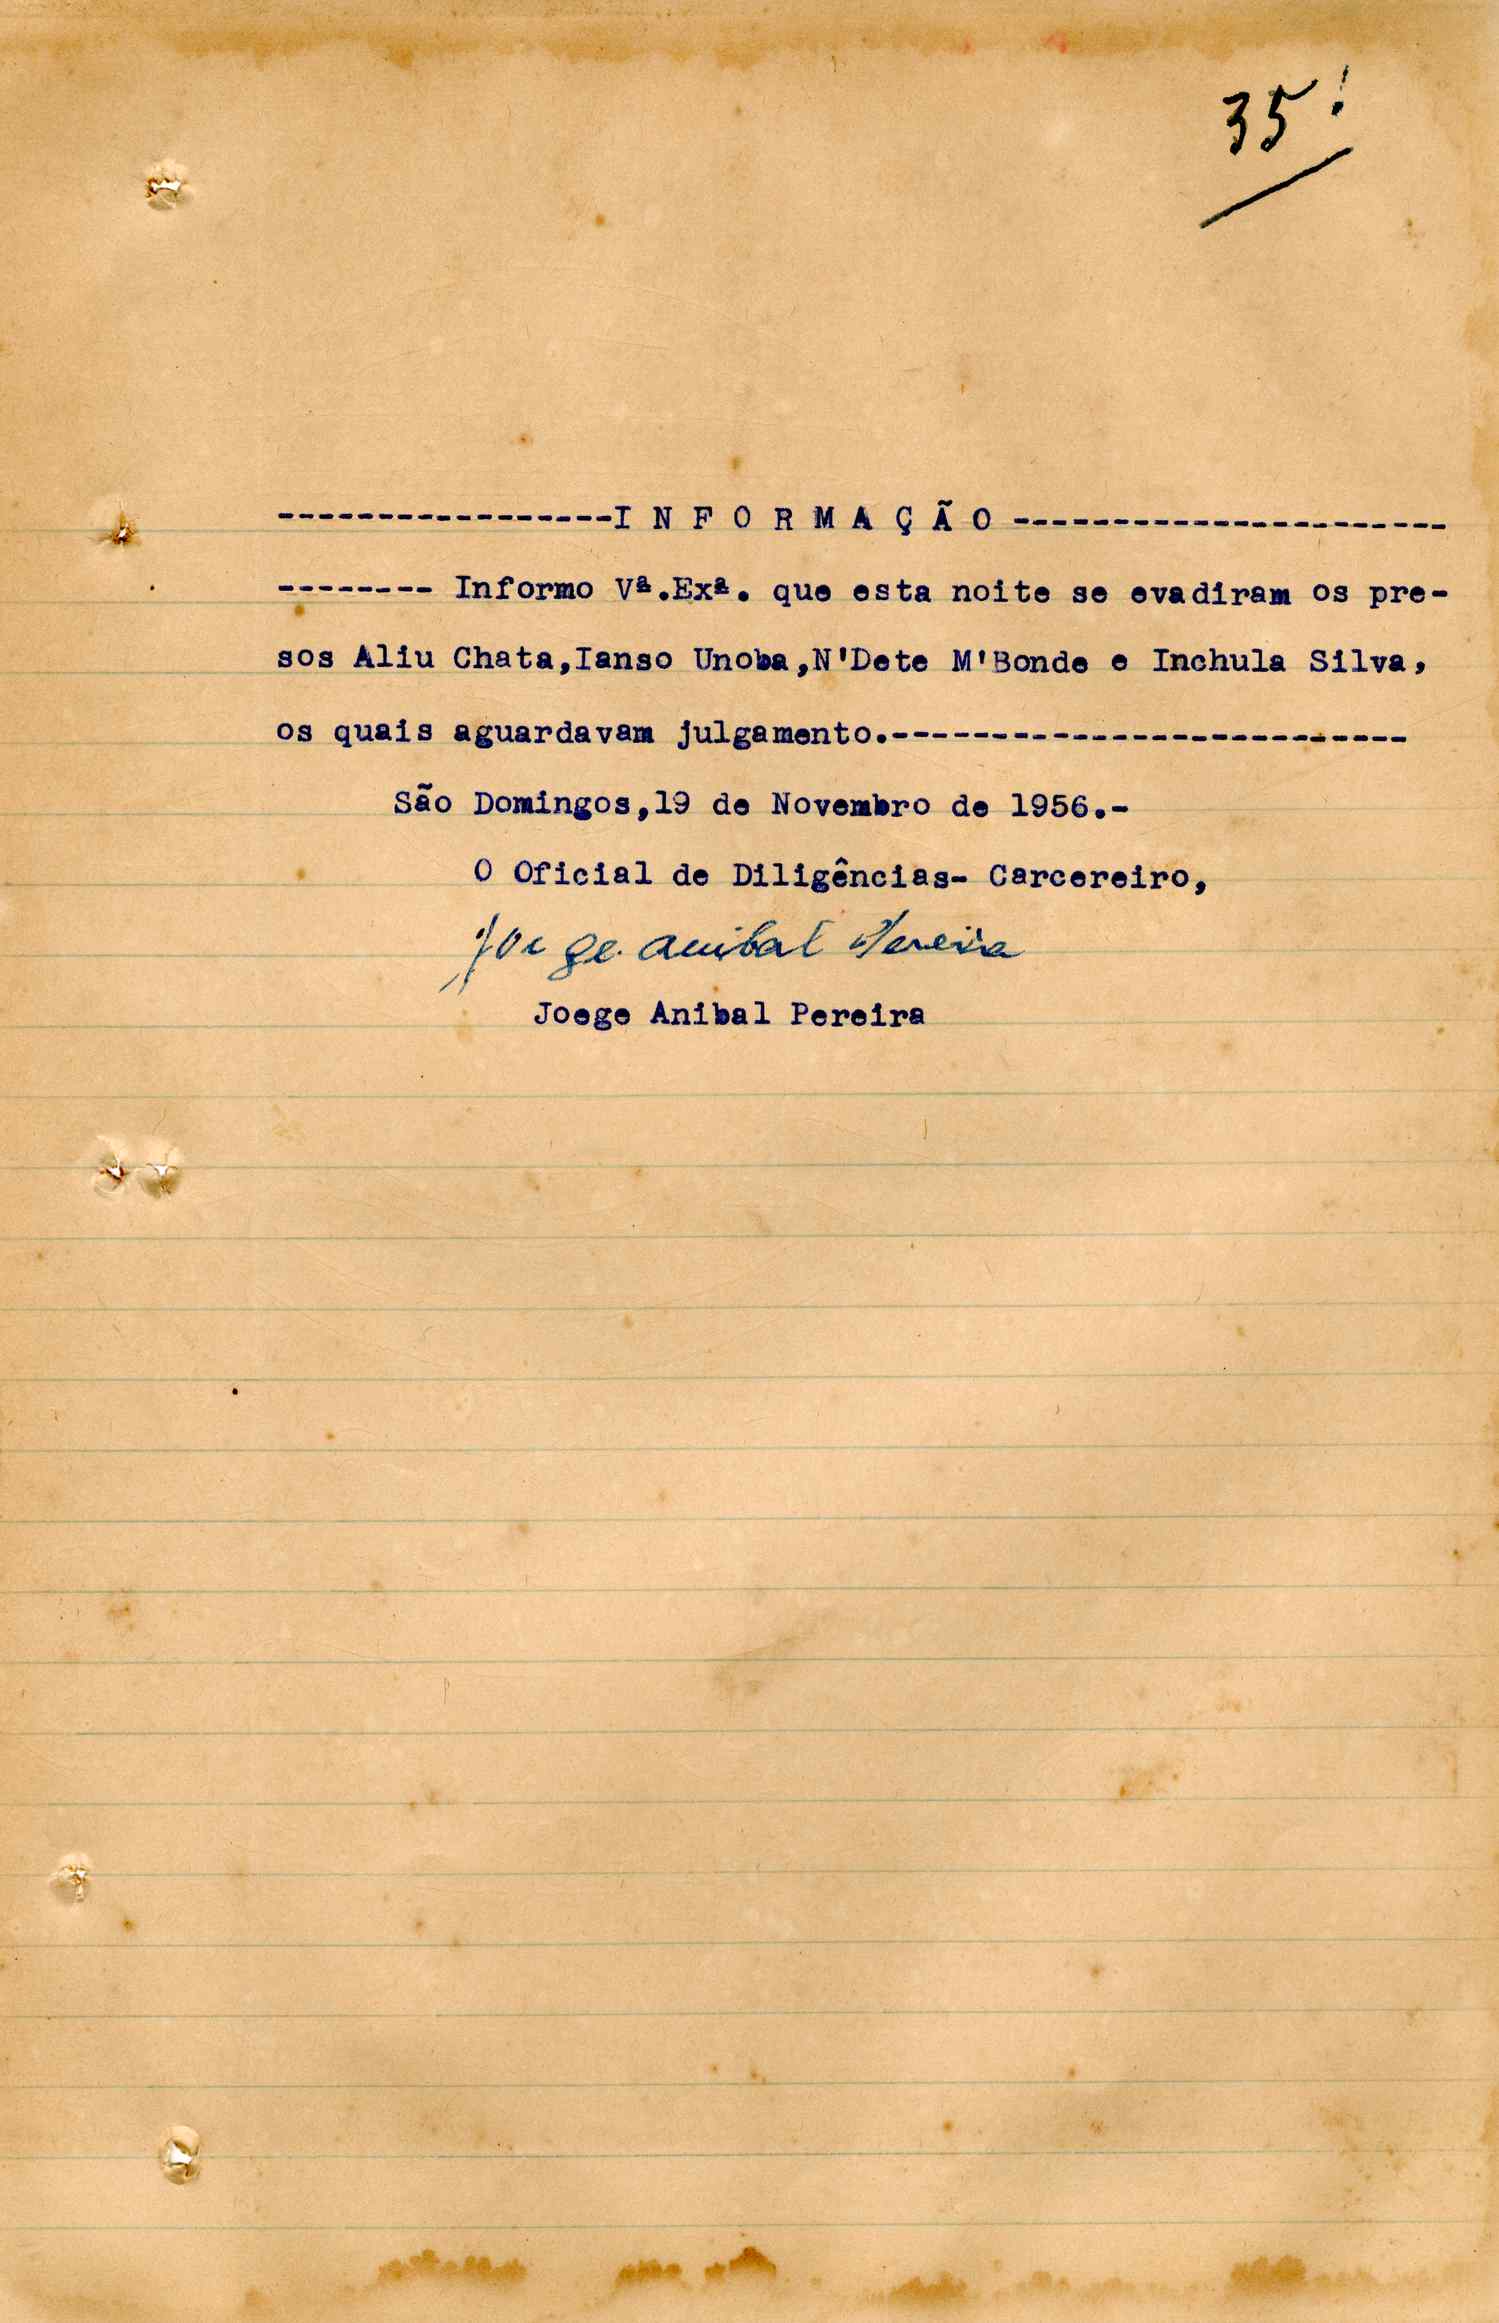 35
-----------------I N F O R M A Ç Ã O ----------------------
-------- Informo Vª.Exª. que esta noite se evadiram os pre-
sos Aliu Chata,Ianso Unoba,N'Dete M'Bonde e Inchula Silva,
os quais aguardavam julgamento.--------------------------
São Domingos,19 de Novembro de 1956.-
O Oficial de Diligências- Carcereiro,
Jorge Anibal Pereira
Joege Anibal Pereira